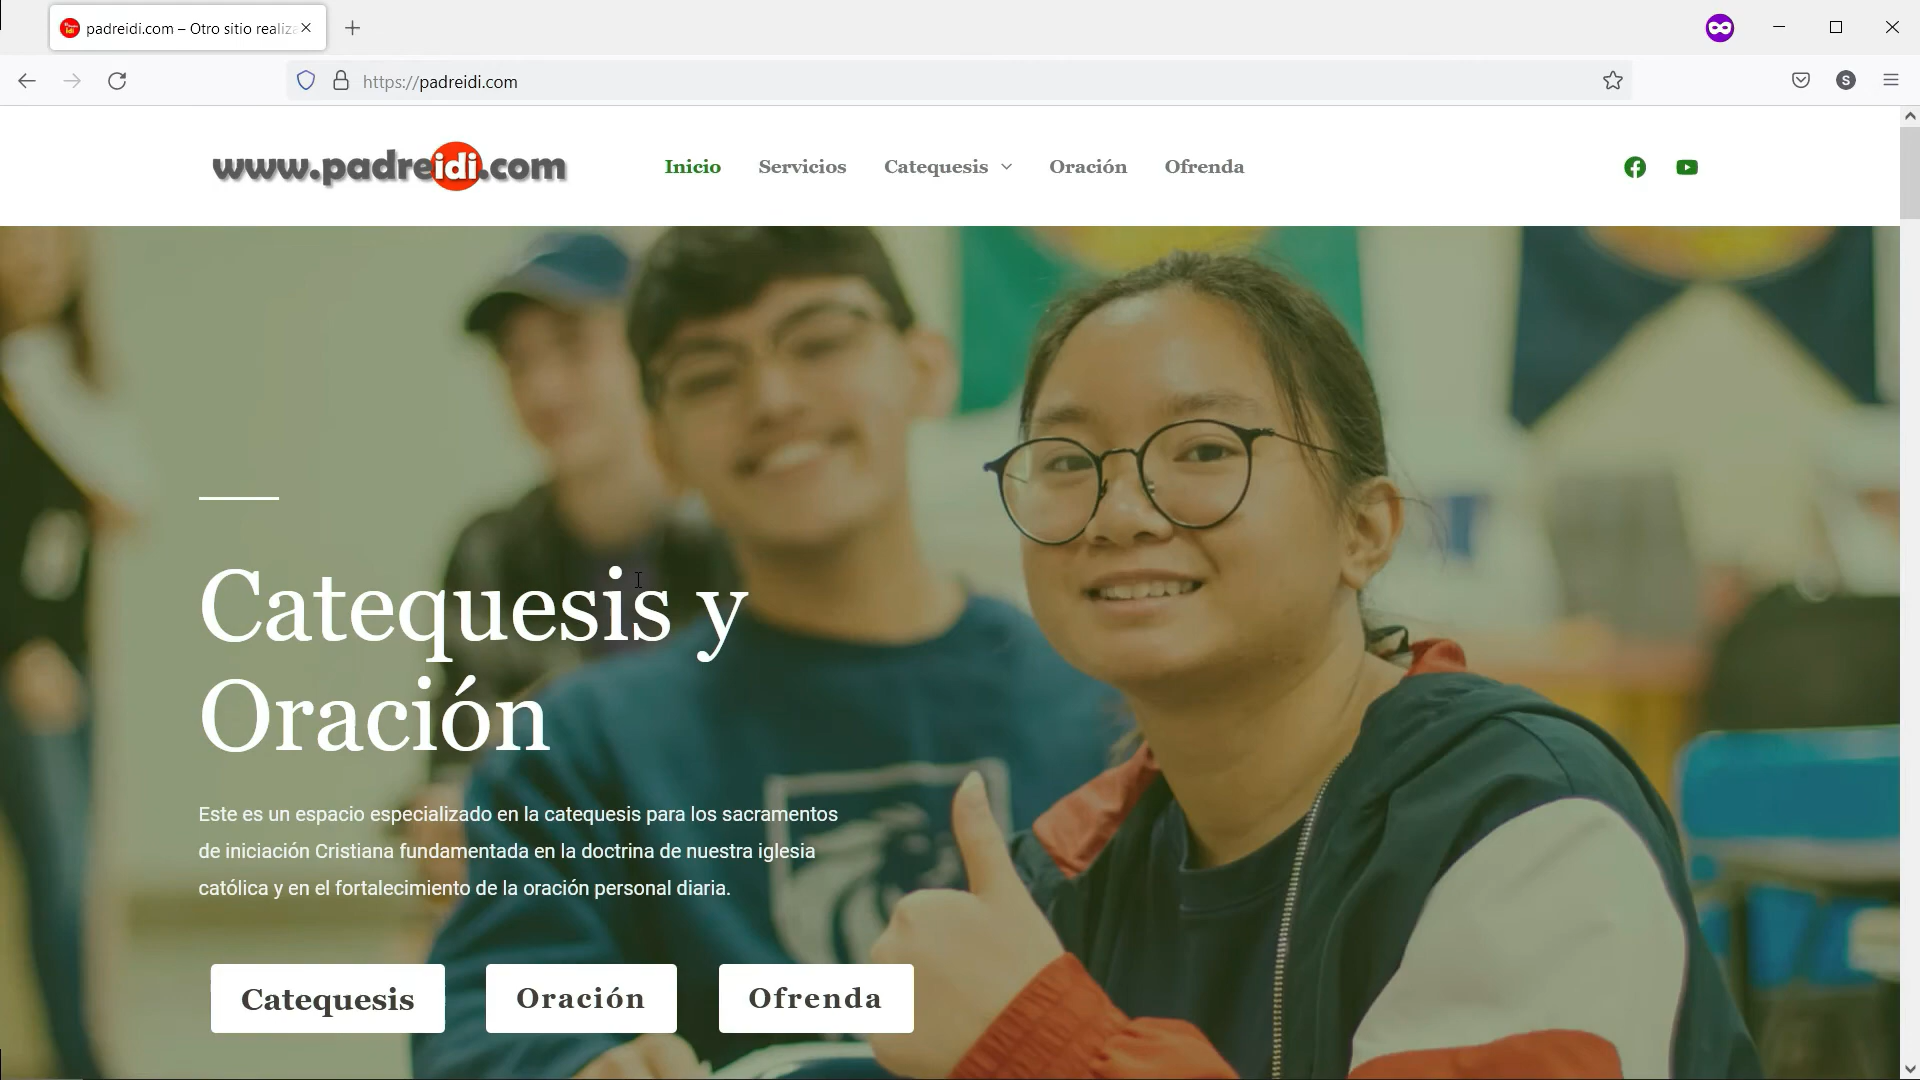 padreidi.com – Otro sitio realiza
https://padreidi.com
S
www.padreidi.com
Inicio
Servicios
Catequesis
Oración
Ofrenda
Catequesis y
Oración
Este es un espacio especializado en la catequesis para los sacramentos
de iniciación Cristiana fundamentada en la doctrina de nuestra iglesia
católica y en el fortalecimiento de la oración personal diaria.
Catequesis
Oración
Ofrenda